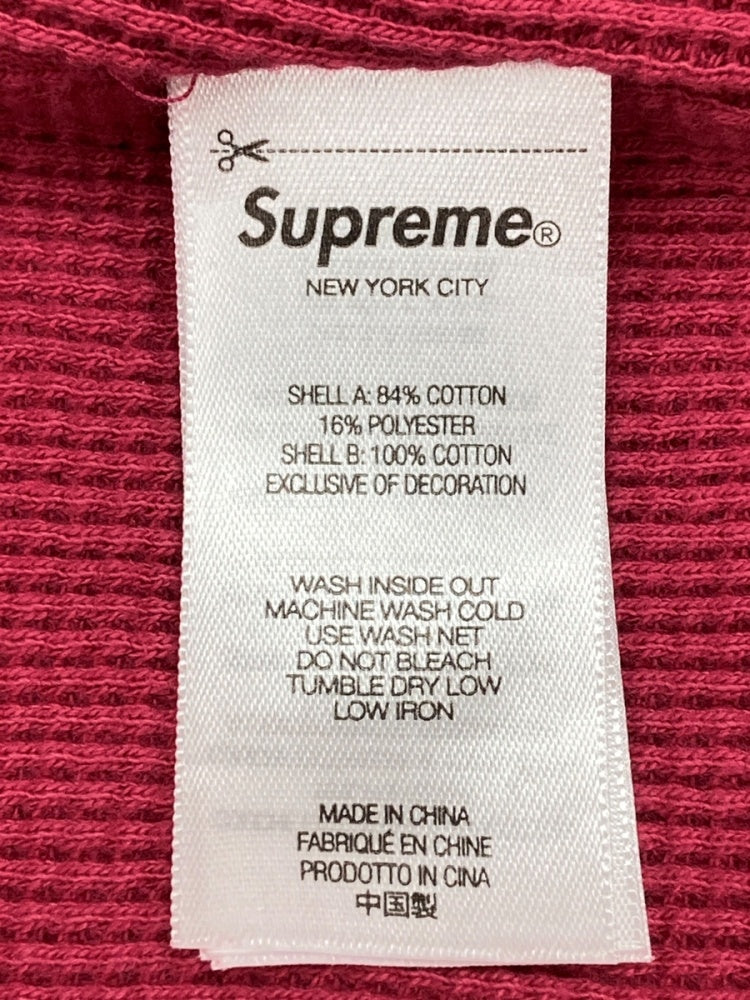 Supreme®
NEW YORK CITY
SHELL A: 84% COTTON
16% POLYESTER
SHELL B: 100% COTTON
EXCLUSIVE OF DECORATION
WASH INSIDE OUT
MACHINE WASH COLD
USE WASH NET
DO NOT BLEACH
TUMBLE DRY LOW
LOW IRON
MADE IN CHINA
FABRIQUÉ EN CHINE
PRODOTTO IN CINA
中国製